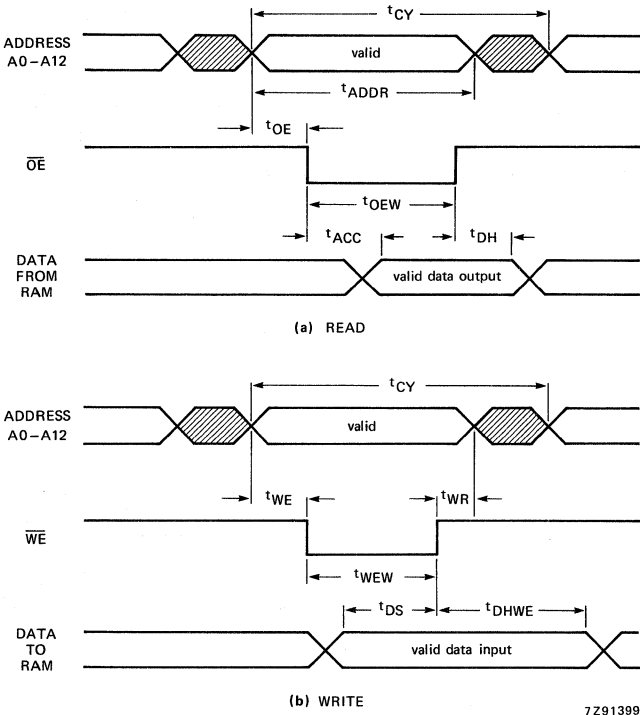 tCY
ADDRESS
A0–A12
valid
tADDR
tOE
OE
tOEW
tACC
tDH
DATA
FROM
RAM
valid data output
(a) READ
tCY
ADDRESS
A0–A12
valid
tWE
tWR
WE
tWEW
tDS
tDHWE
DATA
TO
RAM
valid data input
(b) WRITE
7Z91399